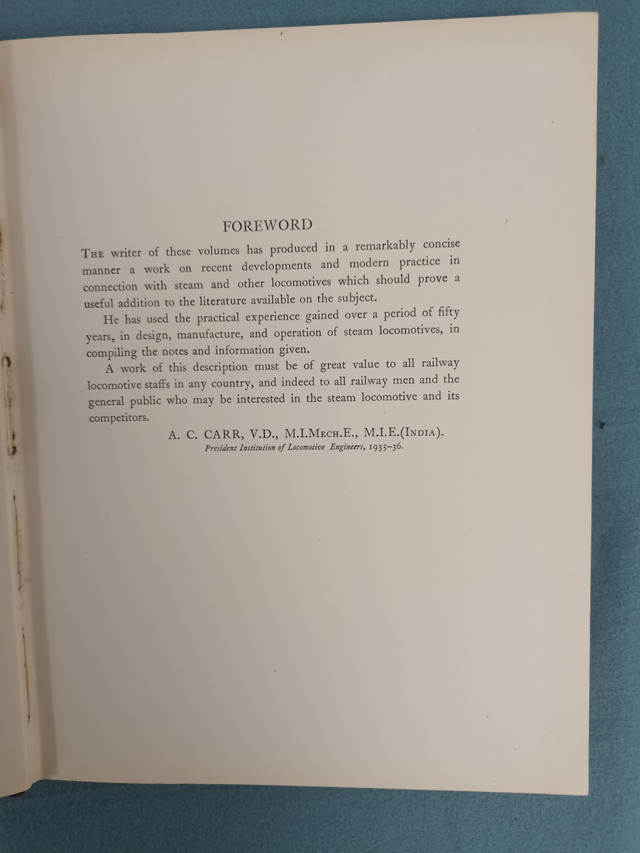 FOREWORD
THE writer of these volumes has produced in a remarkably concise
manner a work on recent developments and modern practice in
connection with steam and other locomotives which should prove a
useful addition to the literature available on the subject.
He has used the practical experience gained over a period of fifty
years, in design, manufacture, and operation of steam locomotives, in
compiling the notes and information given.
A work of this description must be of great value to all railway
locomotive staffs in any country, and indeed to all railway men and the
general public who may be interested in the steam locomotive and its
competitors.
A. C. CARR, V.D., M.I.MECH.E., M.I.E.(INDIA).
President Institution of Locomotive Engineers, 1935–36.